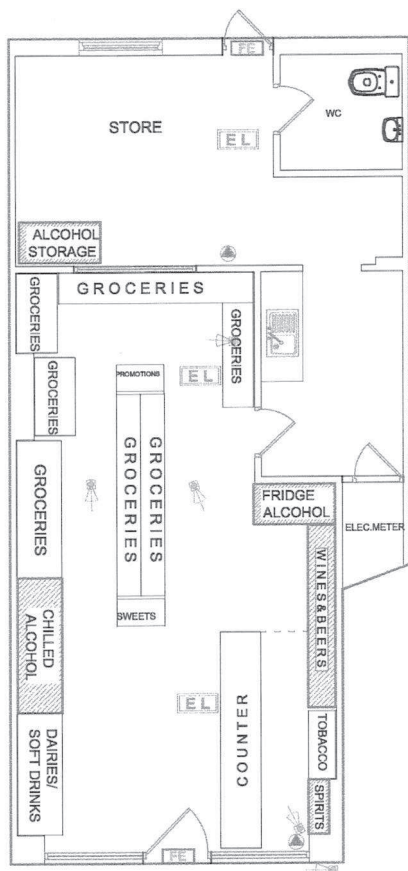 FE
WC
STORE
EL
ALCOHOL
STORAGE
GROCERIES
GROCERIES
GROCERIES
PROMOTIONS
EL
GROCERIES
GROCERIES
GROCERIES
GROCERIES
FRIDGE
ALCOHOL
ELEC.METER
WINES&BEERS
CHILLED
ALCOHOL
SWEETS
EL
COUNTER
TOBACCO
DAIRIES/
SOFT DRINKS
SPIRITS
FE